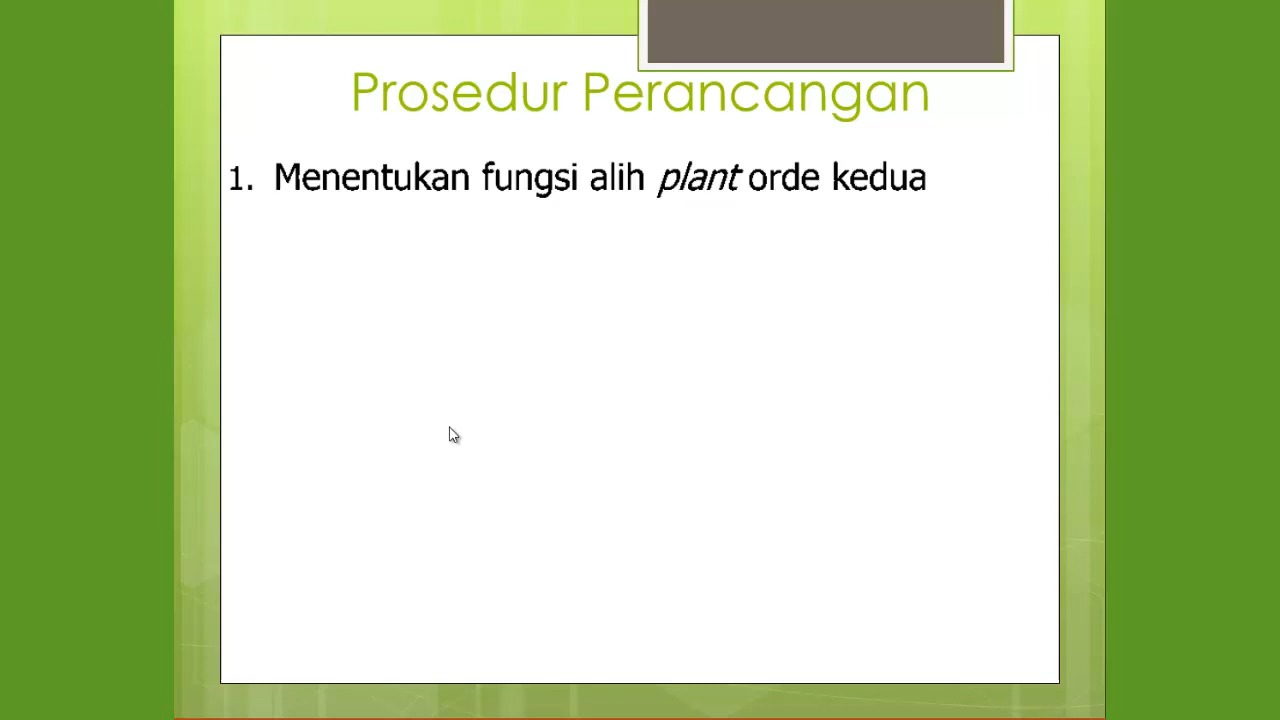 Prosedur Perancangan
1. Menentukan fungsi alih plant orde kedua